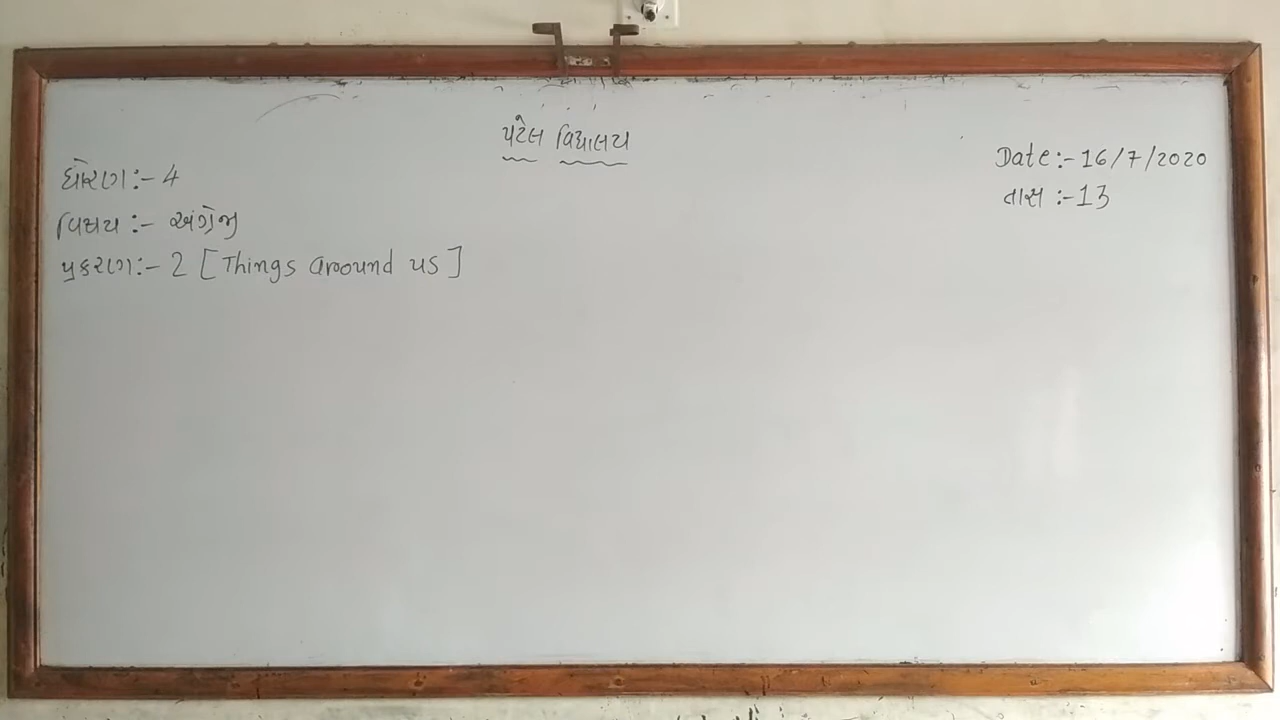 પટેલ વિદ્યાલય
Date:- 16/7/2020
ધોરણ:- 4
તાસ :- 13
વિષય :- અંગ્રેજી
પ્રકરણ:- 2 [Things around us]